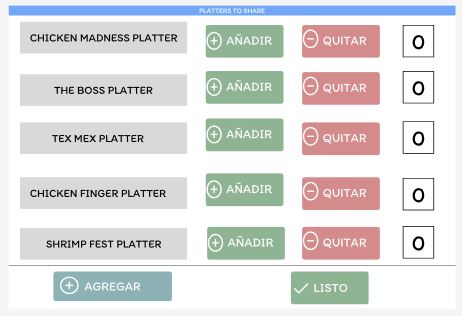 PLATTERS TO SHARE
CHICKEN MADNESS PLATTER AÑADIR QUITAR 0
THE BOSS PLATTER AÑADIR QUITAR 0
TEX MEX PLATTER AÑADIR QUITAR 0
CHICKEN FINGER PLATTER AÑADIR QUITAR 0
SHRIMP FEST PLATTER AÑADIR QUITAR 0
AGREGAR LISTO